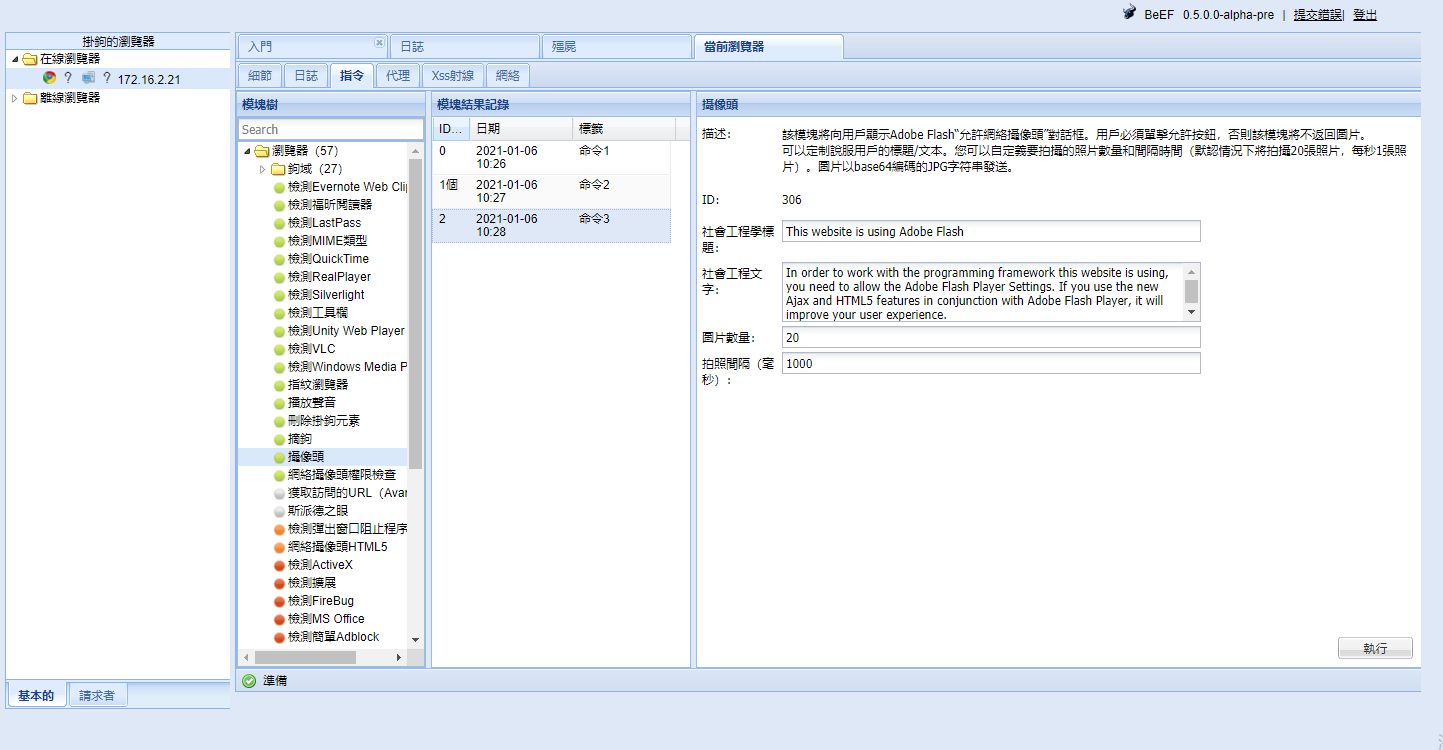 BeEF 0.5.0.0-alpha-pre | 提交錯誤| 登出
掛鉤的瀏覽器
在線瀏覽器
? ? 172.16.2.21
離線瀏覽器
基本的 請求者
入門 日誌 殭屍 當前瀏覽器
細節 日誌 指令 代理 Xss射線 網絡
模塊樹
Search
瀏覽器（57）
鉤域（27）
檢測Evernote Web Cli
檢測福昕閱讀器
檢測LastPass
檢測MIME類型
檢測QuickTime
檢測RealPlayer
檢測Silverlight
檢測工具欄
檢測Unity Web Player
檢測VLC
檢測Windows Media P
指紋瀏覽器
播放聲音
刪除掛鉤元素
摘鉤
攝像頭
網絡攝像頭權限檢查
獲取訪問的URL（Avar
斯派德之眼
檢測彈出窗口阻止程序
網絡攝像頭HTML5
檢測ActiveX
檢測擴展
檢測FireBug
檢測MS Office
檢測簡單Adblock
模塊結果記錄
ID... 日期 標籤
0 2021-01-06 命令1
10:26
1個 2021-01-06 命令2
10:27
2 2021-01-06 命令3
10:28
攝像頭
描述： 該模塊將向用戶顯示Adobe Flash“允許網絡攝像頭”對話框。用戶必須單擊允許按鈕，否則該模塊將不返回圖片。
可以定制說服用戶的標題/文本。您可以自定義要拍攝的照片數量和間隔時間（默認情況下將拍攝20張照片，每秒1張照
片）。圖片以base64編碼的JPG字符串發送。
ID: 306
社會工程學標
題：
This website is using Adobe Flash
社會工程文
字：
In order to work with the programming framework this website is using,
you need to allow the Adobe Flash Player Settings. If you use the new
Ajax and HTML5 features in conjunction with Adobe Flash Player, it will
improve your user experience.
圖片數量： 20
拍照間隔（毫
秒）：
1000
執行
準備